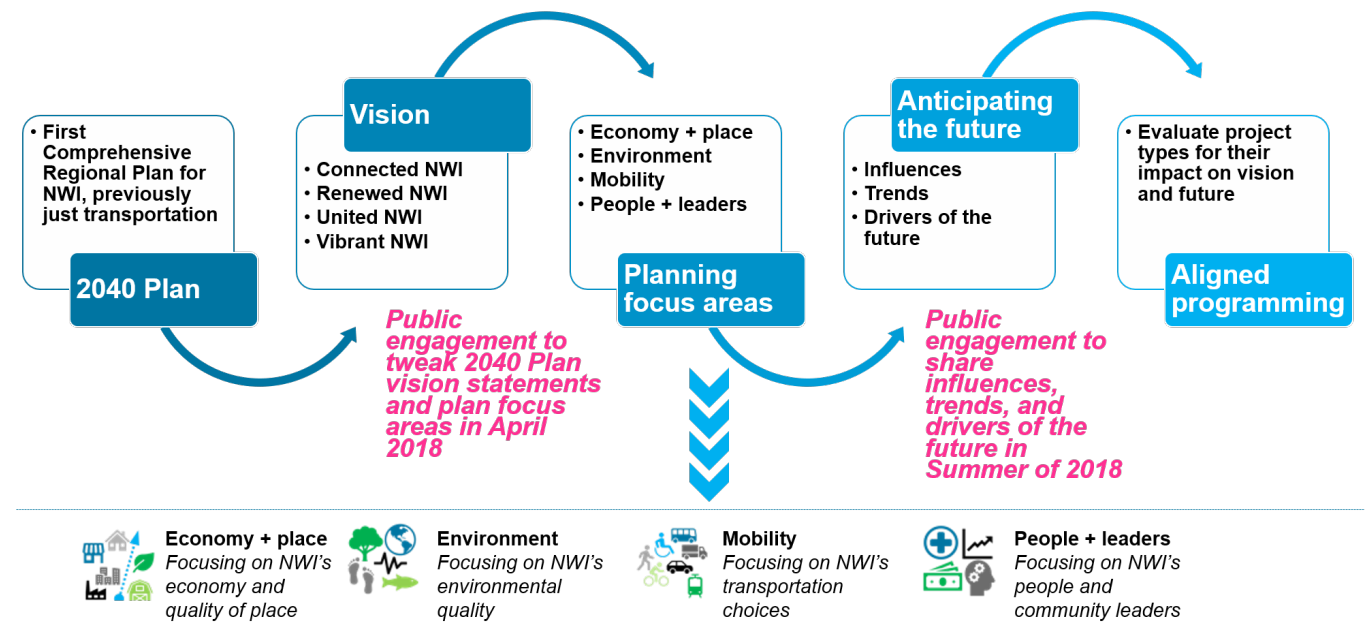 • First
Comprehensive
Regional Plan for
NWI, previously
just transportation
2040 Plan
Vision
• Connected NWI
• Renewed NWI
• United NWI
• Vibrant NWI
Public
engagement to
tweak 2040 Plan
vision statements
and plan focus
areas in April
2018
• Economy + place
• Environment
• Mobility
• People + leaders
Planning
focus areas
Anticipating
the future
• Influences
• Trends
• Drivers of the
future
Public
engagement to
share
influences,
trends, and
drivers of the
future in
Summer of 2018
• Evaluate project
types for their
impact on vision
and future
Aligned
programming
Economy + place
Focusing on NWI's
economy and
quality of place
Environment
Focusing on NWI's
environmental
quality
Mobility
Focusing on NWI's
transportation
choices
People + leaders
Focusing on NWI's
people and
community leaders